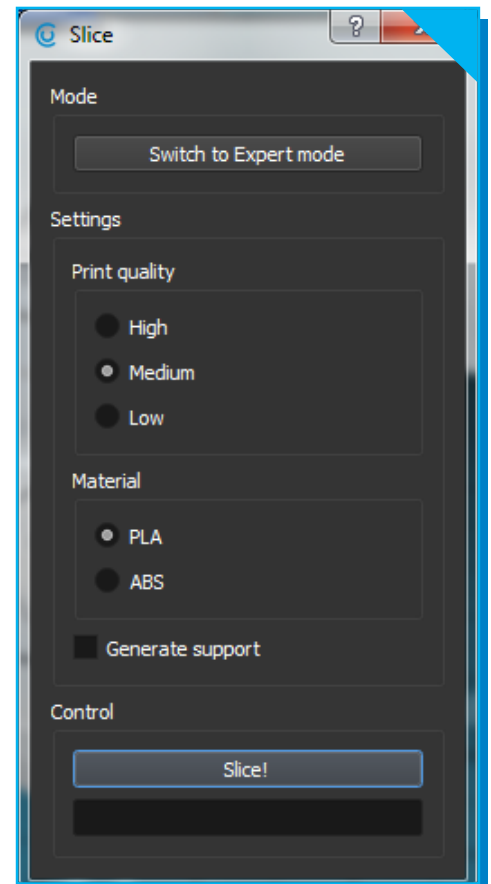 Slice
?
Mode
Switch to Expert mode
Settings
Print quality
High
Medium
Low
Material
PLA
ABS
Generate support
Control
Slice!